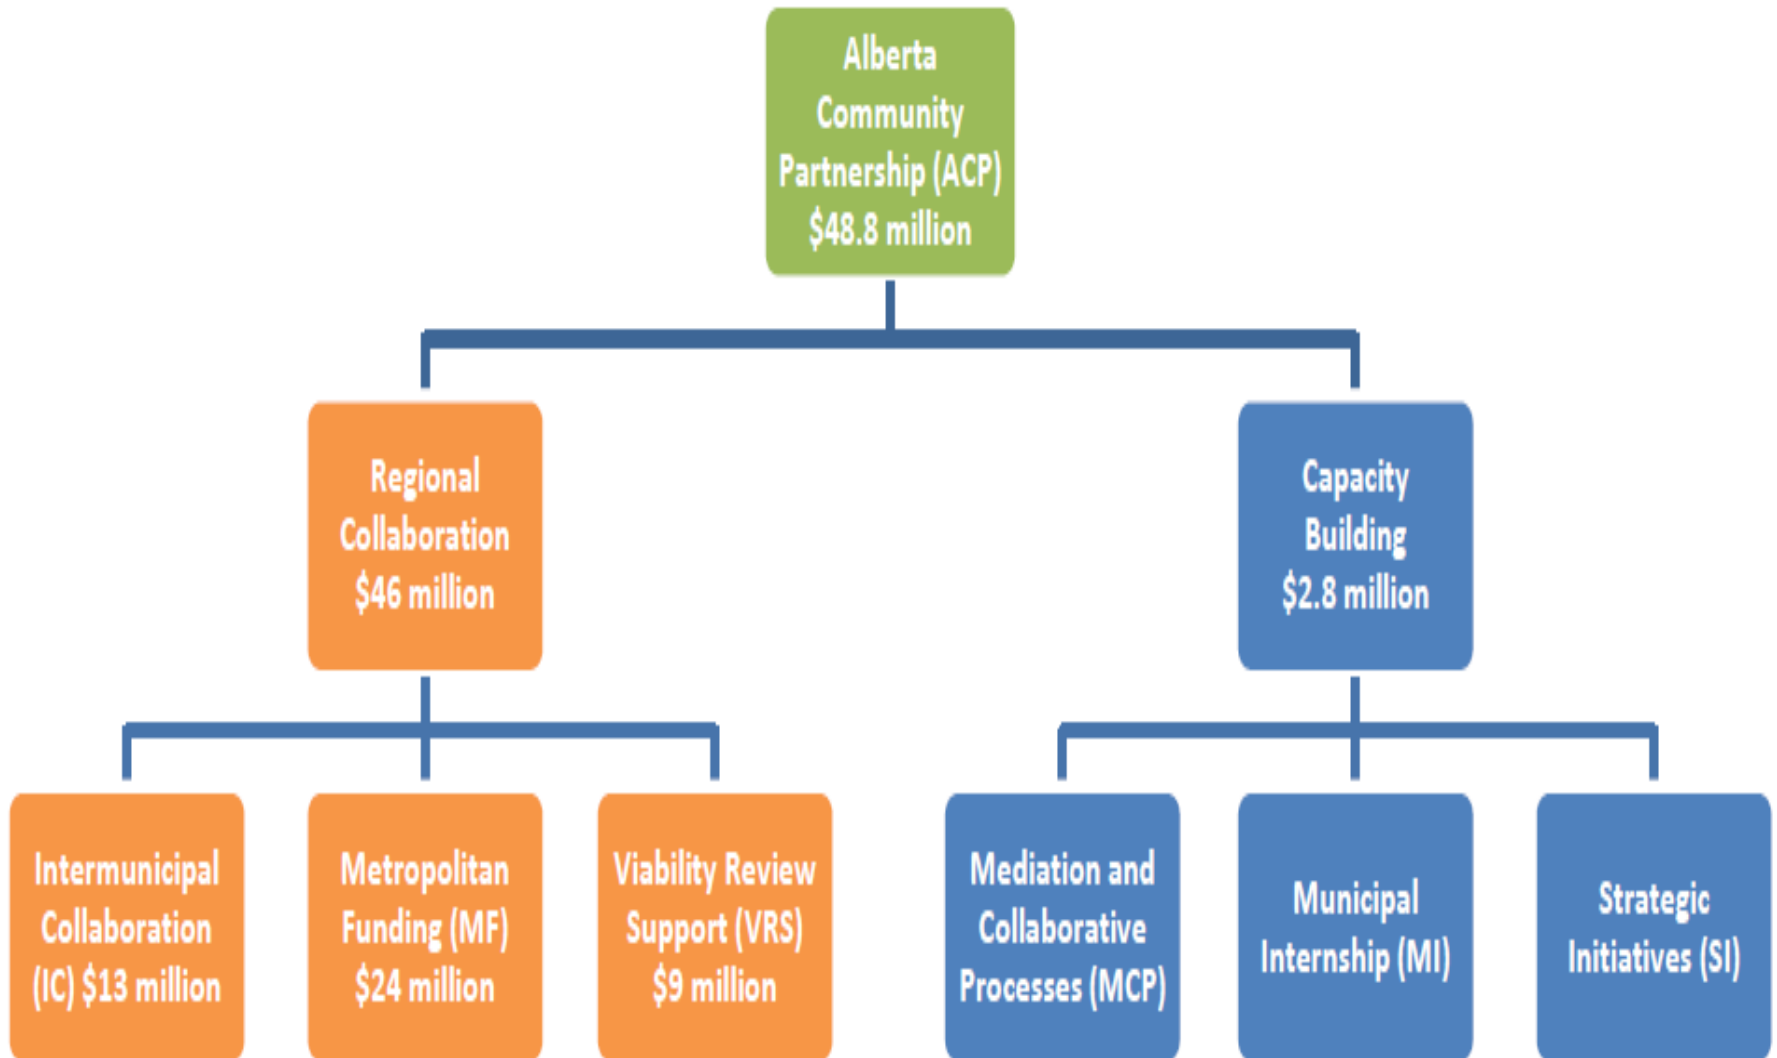 Alberta
Community
Partnership (ACP)
$48.8 million
Regional
Collaboration
$46 million
Capacity
Building
$2.8 million
Intermunicipal
Collaboration
(IC) $13 million
Metropolitan
Funding (MF)
$24 million
Viability Review
Support (VRS)
$9 million
Mediation and
Collaborative
Processes (MCP)
Municipal
Internship (MI)
Strategic
Initiatives (SI)